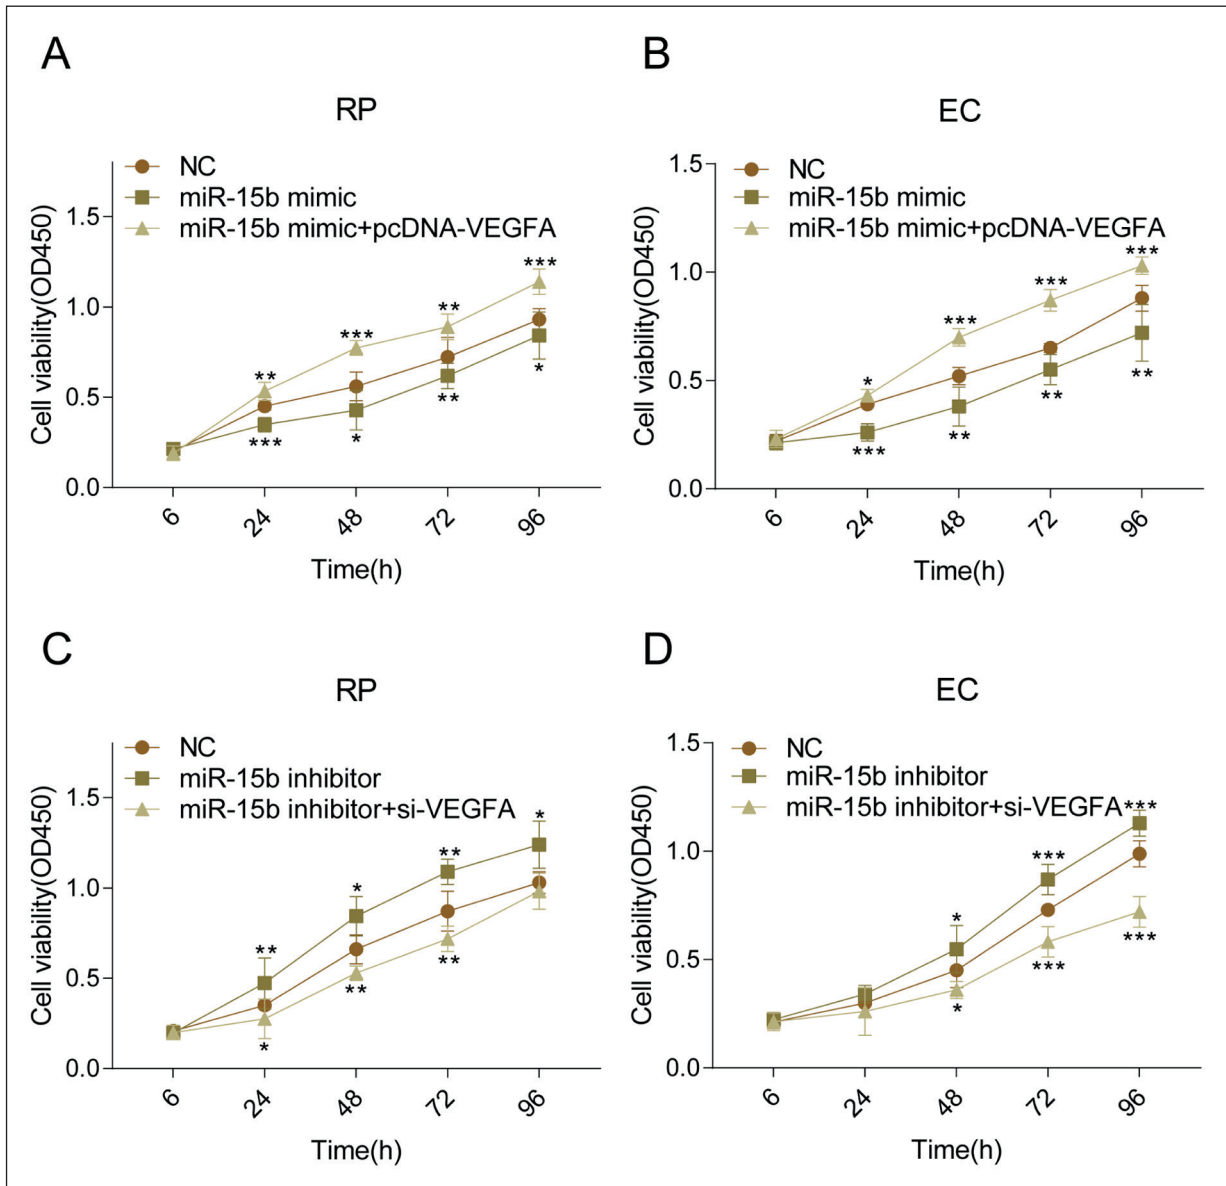 A
RP
NC
miR-15b mimic
miR-15b mimic+pcDNA-VEGFA
Cell viability(OD450)
1.5
1.0
0.5
0.0
***
**
***
**
***
*
**
*
6
24
48
72
96
Time(h)
B
EC
NC
miR-15b mimic
miR-15b mimic+pcDNA-VEGFA
Cell viability(OD450)
1.5
1.0
0.5
0.0
***
***
***
*
***
**
**
**
6
24
48
72
96
Time(h)
C
RP
NC
miR-15b inhibitor
miR-15b inhibitor+si-VEGFA
Cell viability(OD450)
1.5
1.0
0.5
0.0
*
**
*
**
*
**
**
6
24
48
72
96
Time(h)
D
EC
NC
miR-15b inhibitor
miR-15b inhibitor+si-VEGFA
Cell viability(OD450)
1.5
1.0
0.5
0.0
***
***
*
*
***
***
6
24
48
72
96
Time(h)